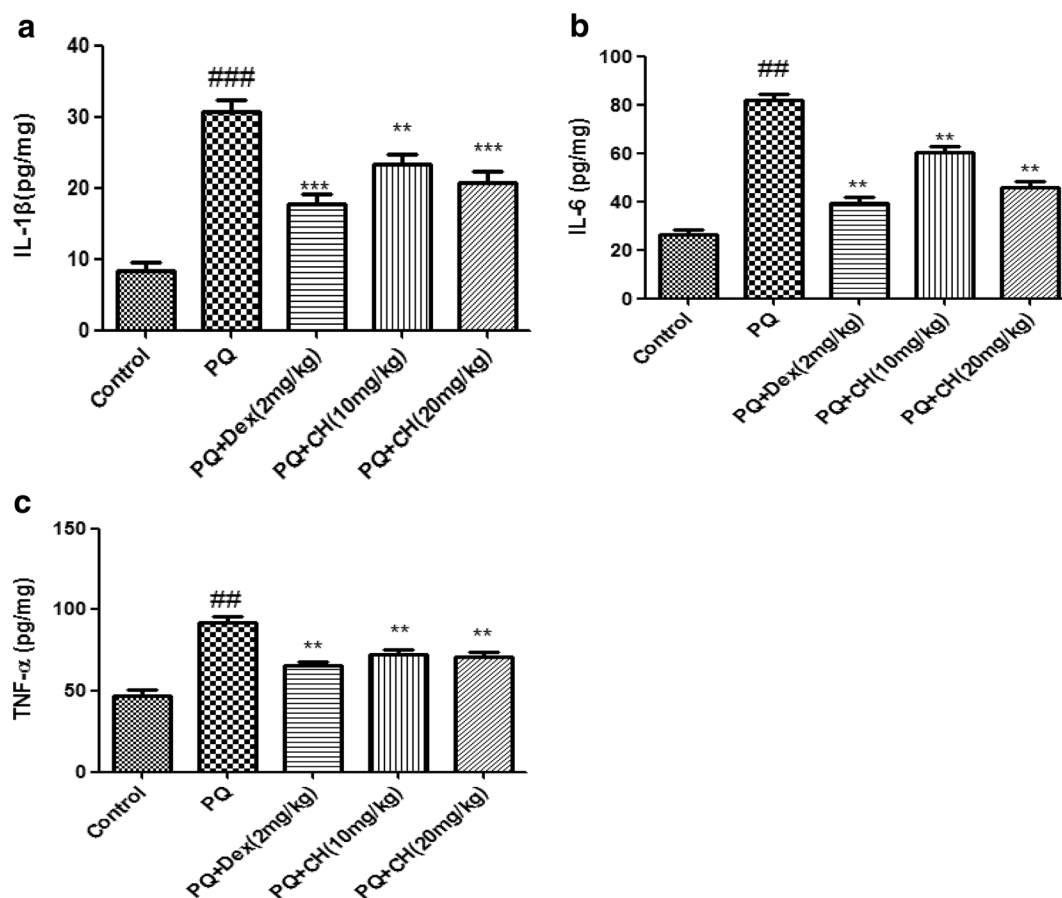 a
IL-1β(pg/mg)
40
30
20
10
0
###
***
**
***
Control
PQ
PQ+Dex(2mg/kg)
PQ+CH(10mg/kg)
PQ+CH(20mg/kg)
b
IL-6 (pg/mg)
100
80
60
40
20
0
##
**
**
**
Control
PQ
PQ+Dex(2mg/kg)
PQ+CH(10mg/kg)
PQ+CH(20mg/kg)
c
TNF-α (pg/mg)
150
100
50
0
##
**
**
**
Control
PQ
PQ+Dex(2mg/kg)
PQ+CH(10mg/kg)
PQ+CH(20mg/kg)